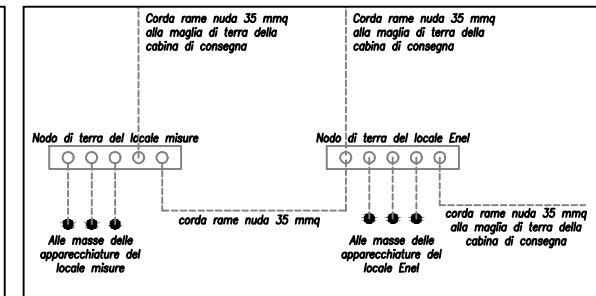 Corda rame nuda 35 mmq
alla maglia di terra della
cabina di consegna
Corda rame nuda 35 mmq
alla maglia di terra della
cabina di consegna
Nodo di terra del locale misure
Nodo di terra del locale Enel
corda rame nuda 35 mmq
corda rame nuda 35 mmq
alla maglia di terra della
cabina di consegna
Alle masse delle
apparecchiature del
locale misure
Alle masse delle
apparecchiature del
locale Enel